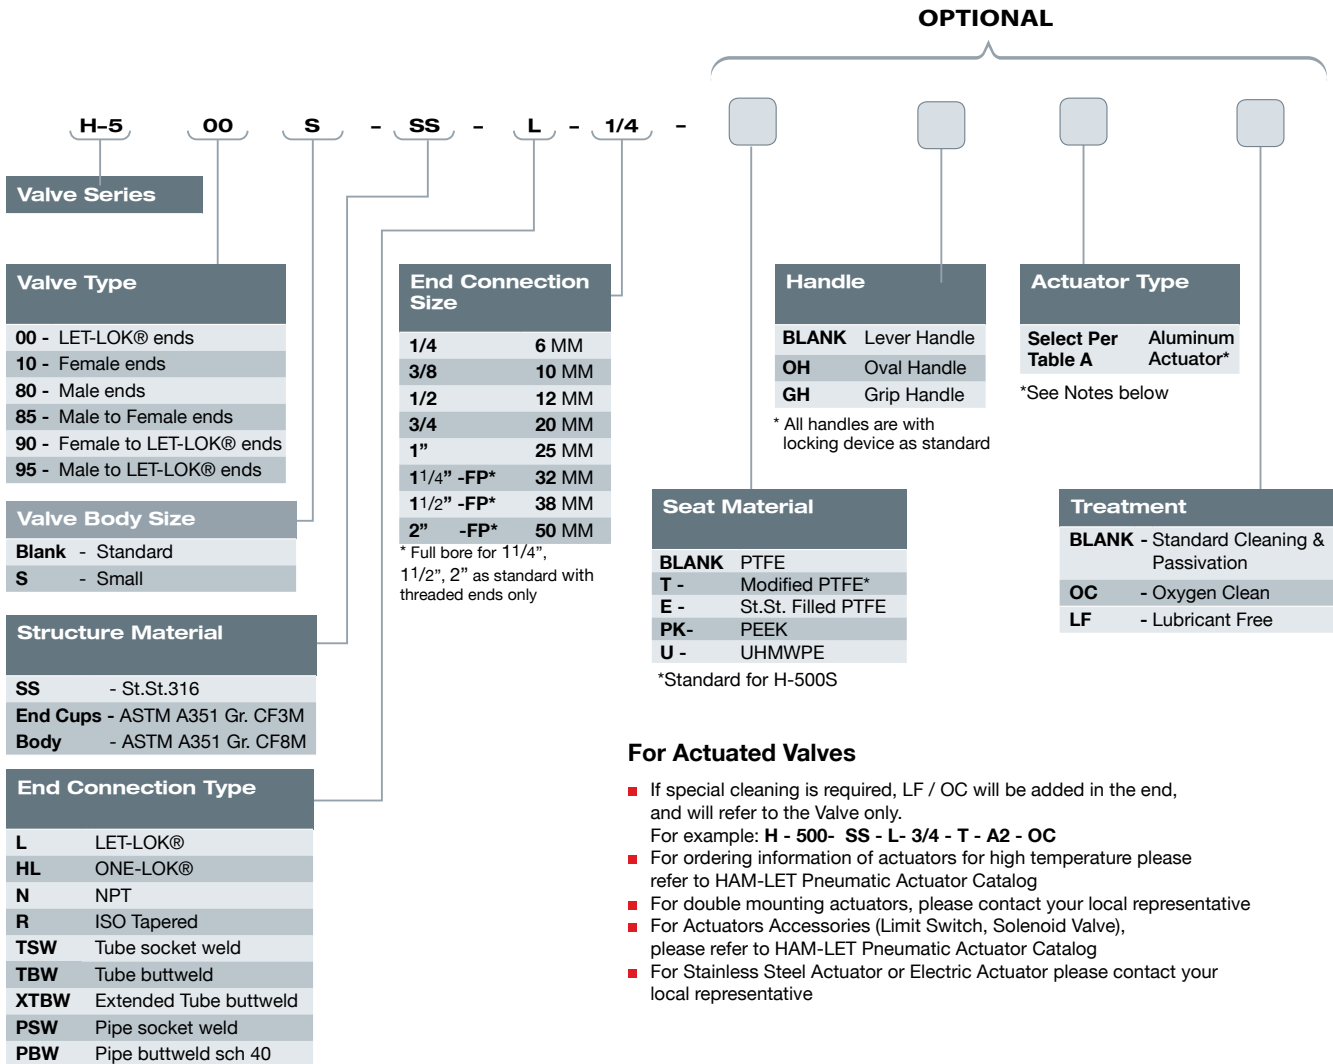 OPTIONAL
H-5 00 S - SS - L - 1/4 -
Valve Series
Valve Type
00 - LET-LOK® ends
10 - Female ends
80 - Male ends
85 - Male to Female ends
90 - Female to LET-LOK® ends
95 - Male to LET-LOK® ends
Valve Body Size
Blank - Standard
S - Small
Structure Material
SS - St.St.316
End Cups - ASTM A351 Gr. CF3M
Body - ASTM A351 Gr. CF8M
End Connection Type
L LET-LOK®
HL ONE-LOK®
N NPT
R ISO Tapered
TSW Tube socket weld
TBW Tube buttweld
XTBW Extended Tube buttweld
PSW Pipe socket weld
PBW Pipe buttweld sch 40
End Connection
Size
1/4 6 MM
3/8 10 MM
1/2 12 MM
3/4 20 MM
1” 25 MM
11/4” -FP* 32 MM
11/2” -FP* 38 MM
2” -FP* 50 MM
* Full bore for 11/4”,
11/2”, 2” as standard with
threaded ends only
Seat Material
BLANK PTFE
T - Modified PTFE*
E - St.St. Filled PTFE
PK- PEEK
U - UHMWPE
*Standard for H-500S
Handle
BLANK Lever Handle
OH Oval Handle
GH Grip Handle
* All handles are with
locking device as standard
Actuator Type
Select Per Aluminum
Table A Actuator*
*See Notes below
Treatment
BLANK - Standard Cleaning &
Passivation
OC - Oxygen Clean
LF - Lubricant Free
For Actuated Valves
If special cleaning is required, LF / OC will be added in the end,
and will refer to the Valve only.
For example: H - 500- SS - L- 3/4 - T - A2 - OC
For ordering information of actuators for high temperature please
refer to HAM-LET Pneumatic Actuator Catalog
For double mounting actuators, please contact your local representative
For Actuators Accessories (Limit Switch, Solenoid Valve),
please refer to HAM-LET Pneumatic Actuator Catalog
For Stainless Steel Actuator or Electric Actuator please contact your
local representative